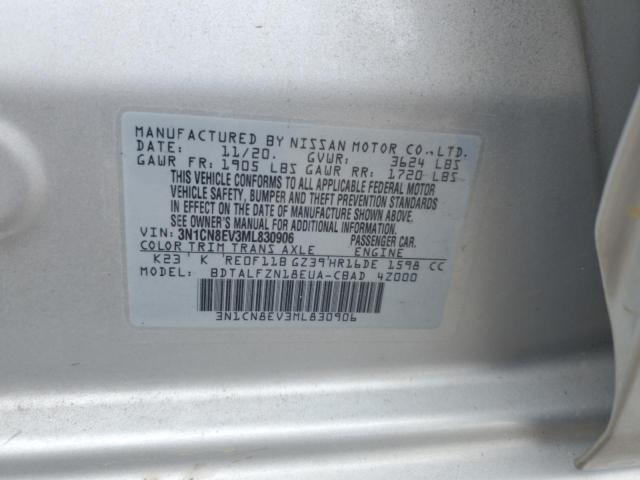 MANUFACTURED BY NISSAN MOTOR CO.,LTD.
DATE: 11/20. GVWR: 3624 LBS
GAWR FR: 1905 LBS GAWR RR: 1720 LBS
THIS VEHICLE CONFORMS TO ALL APPLICABLE FEDERAL MOTOR
VEHICLE SAFETY, BUMPER AND THEFT PREVENTION STANDARDS
IN EFFECT ON THE DATE OF MANUFACTURE SHOWN ABOVE.
SEE OWNER'S MANUAL FOR ADDITIONAL INFORMATION.
VIN: 3N1CN8EV3ML830906 PASSENGER CAR
COLOR TRIM TRANS AXLE
K23 K RE0F11B GZ39 HR16DE 1598 CC
MODEL: BDTALFZN18EUA-CBAD 4Z000
3N1CN8EV3ML830906